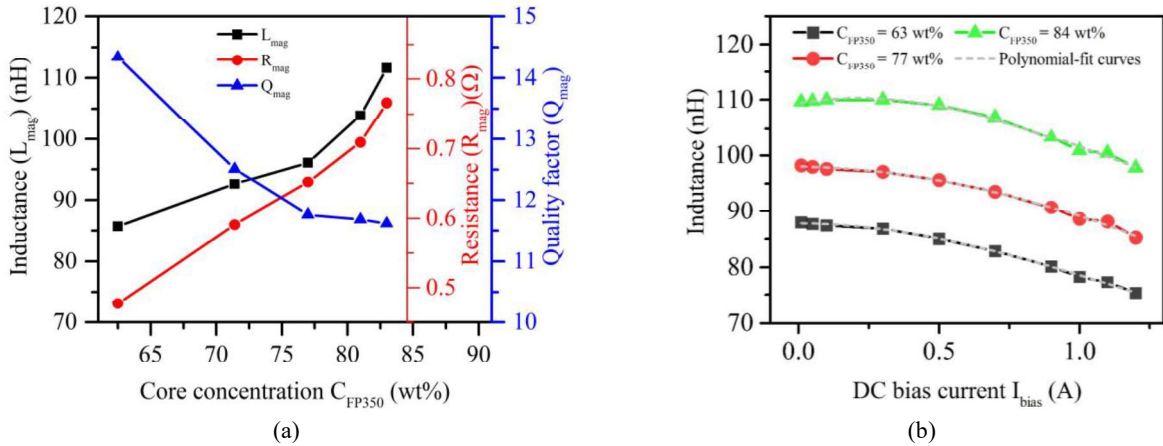 120
110
100
90
80
70
Inductance (L_mag) (nH)
L_mag
R_mag
Q_mag
65 70 75 80 85 90
Core concentration C_FP350 (wt%)
0.8
0.7
0.6
0.5
Resistance (R_mag)(Ω)
15
14
13
12
11
10
Quality factor (Q_mag)
(a)
120
110
100
90
80
70
Indutance (nH)
C_FP350 = 63 wt% C_FP350 = 84 wt%
C_FP350 = 77 wt% Polynomial-fit curves
0.0 0.5 1.0
DC bias current I_bias (A)
(b)